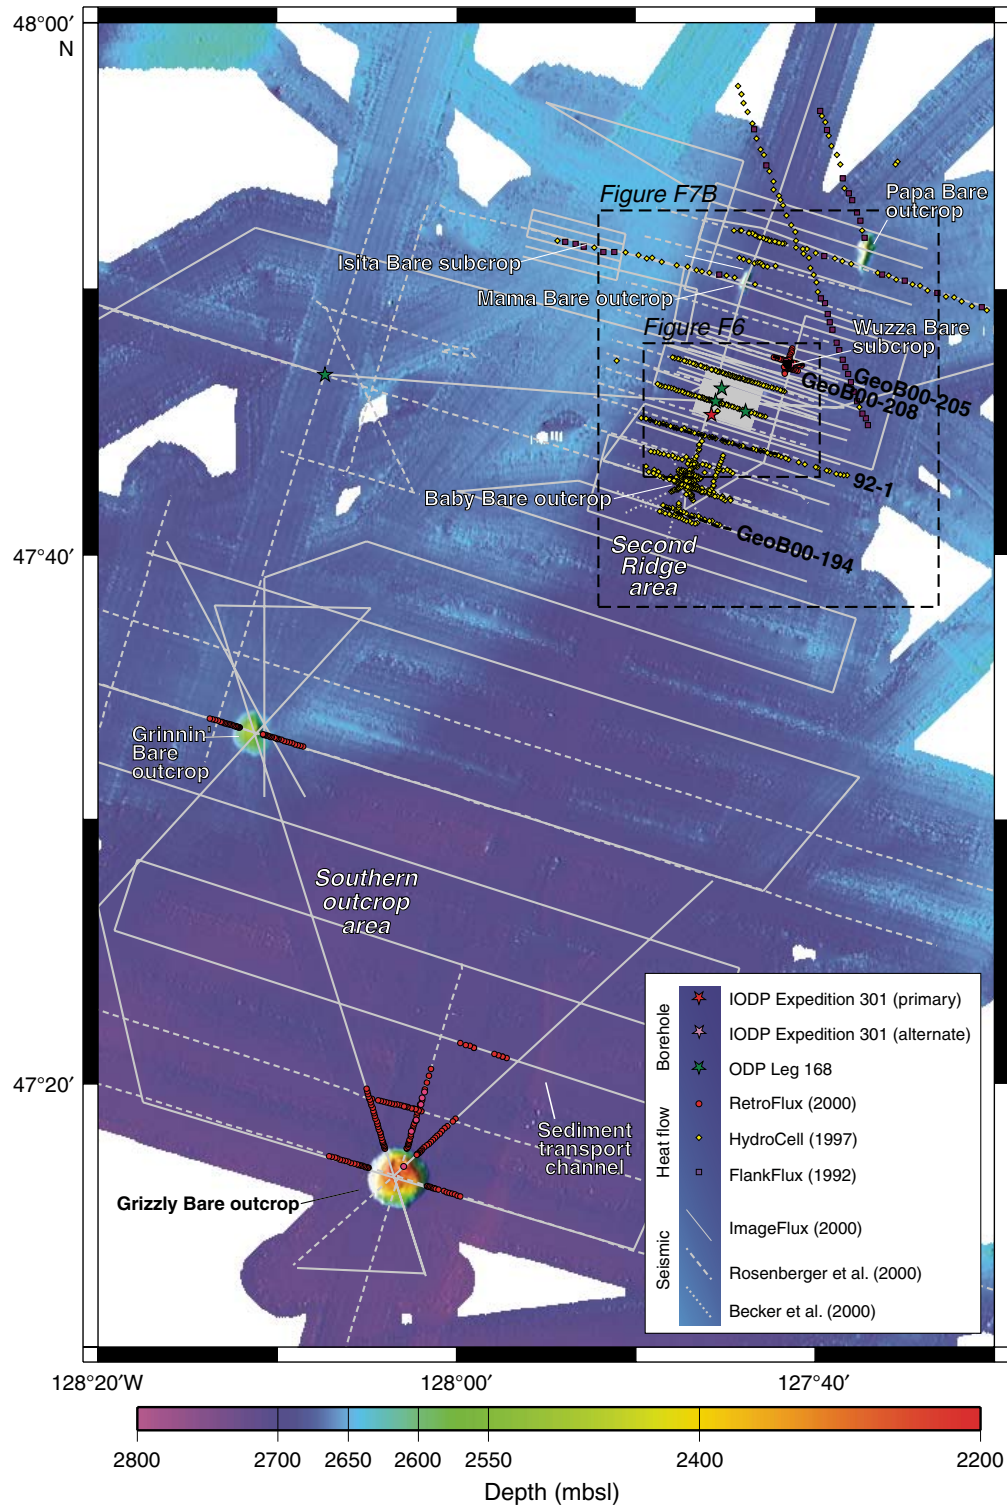 48°00′
N
Figure F7B
Papa Bare
outcrop
Isita Bare subcrop
Mama Bare outcrop
Figure F6
Wuzza Bare
subcrop
GeoB00-205
GeoB00-208
92-1
Baby Bare outcrop
GeoB00-194
Second
Ridge
area
47°40′
Grinnin'
Bare
outcrop
Southern
outcrop
area
47°20′
Sediment
transport
channel
Grizzly Bare outcrop
Borehole
IODP Expedition 301 (primary)
IODP Expedition 301 (alternate)
ODP Leg 168
Heat flow
RetroFlux (2000)
HydroCell (1997)
FlankFlux (1992)
Seismic
ImageFlux (2000)
Rosenberger et al. (2000)
Becker et al. (2000)
128°20′W
128°00′
127°40′
2800
2700
2650
2600
2550
2400
2200
Depth (mbsl)